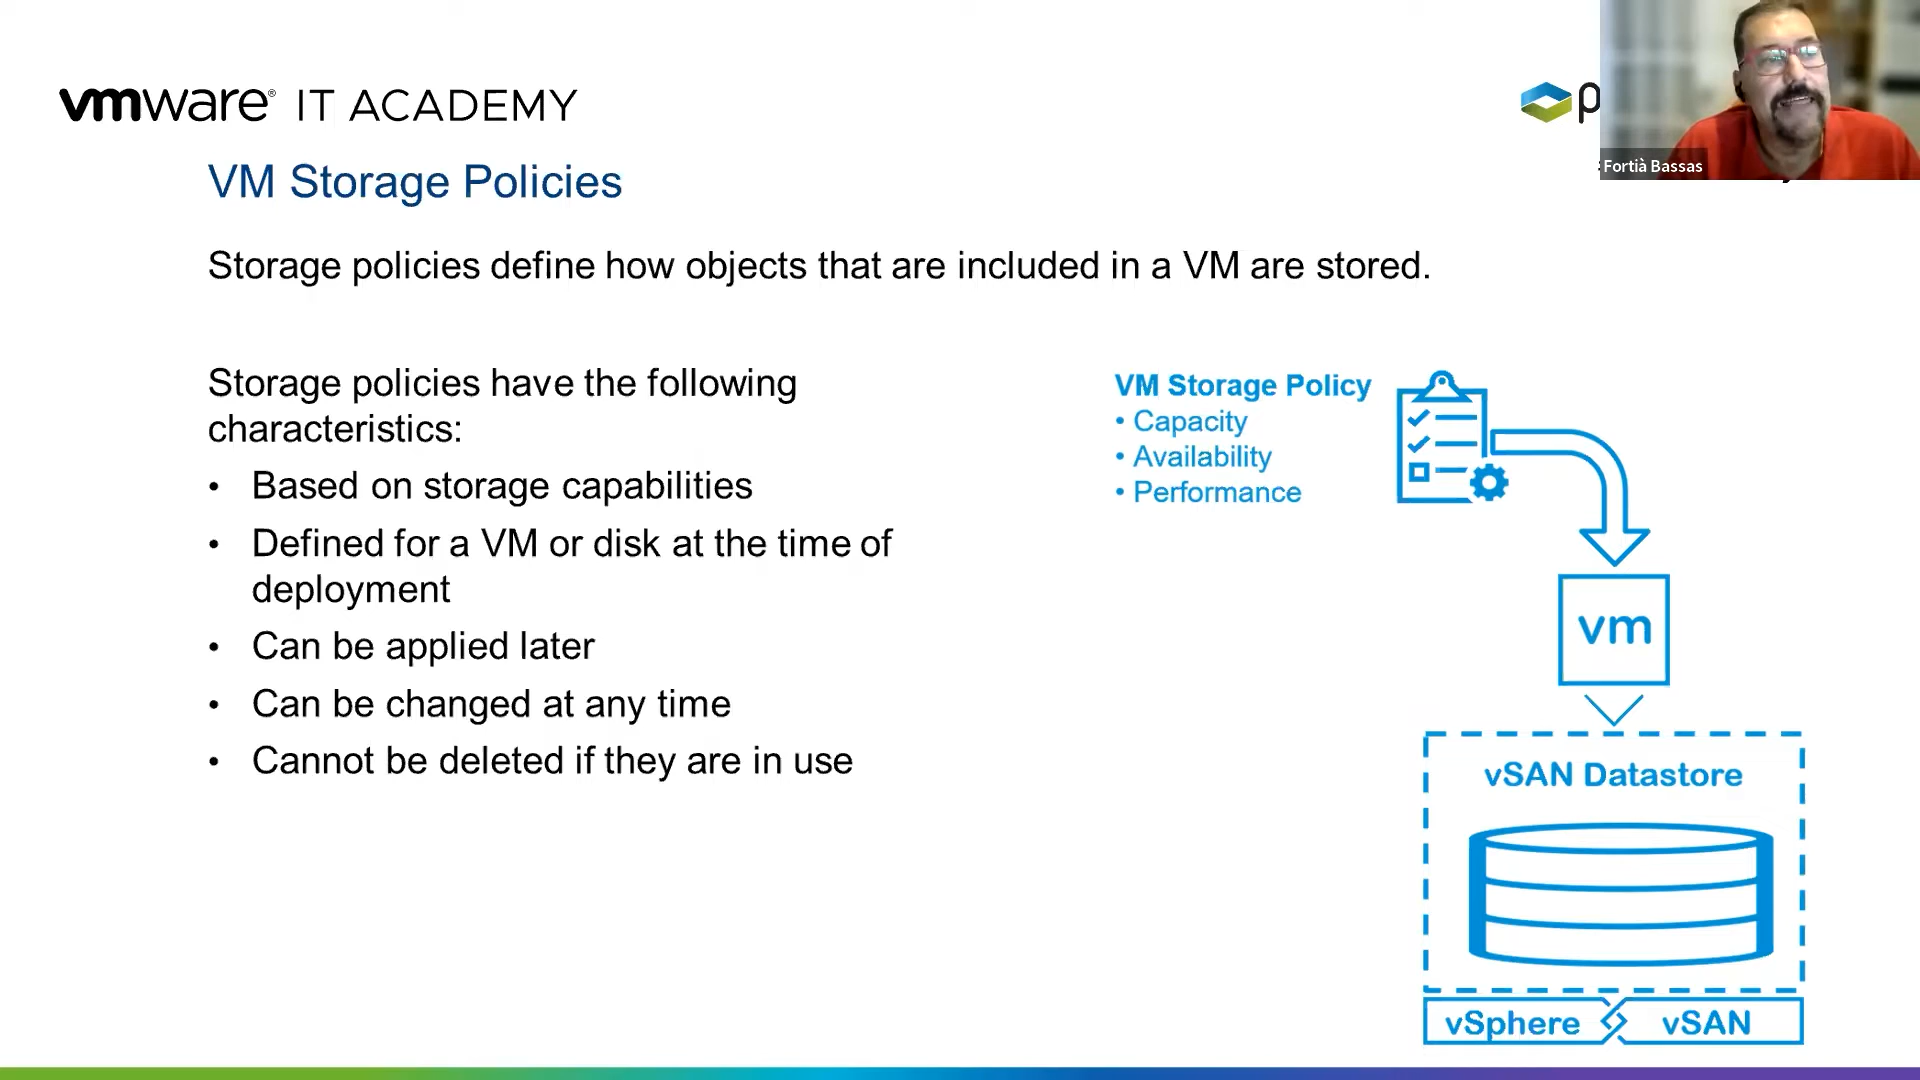 vmware® IT ACADEMY
p
Fortià Bassas
VM Storage Policies
Storage policies define how objects that are included in a VM are stored.
Storage policies have the following
characteristics:
• Based on storage capabilities
• Defined for a VM or disk at the time of
deployment
• Can be applied later
• Can be changed at any time
• Cannot be deleted if they are in use
VM Storage Policy
• Capacity
• Availability
• Performance
vm
vSAN Datastore
vSphere
vSAN